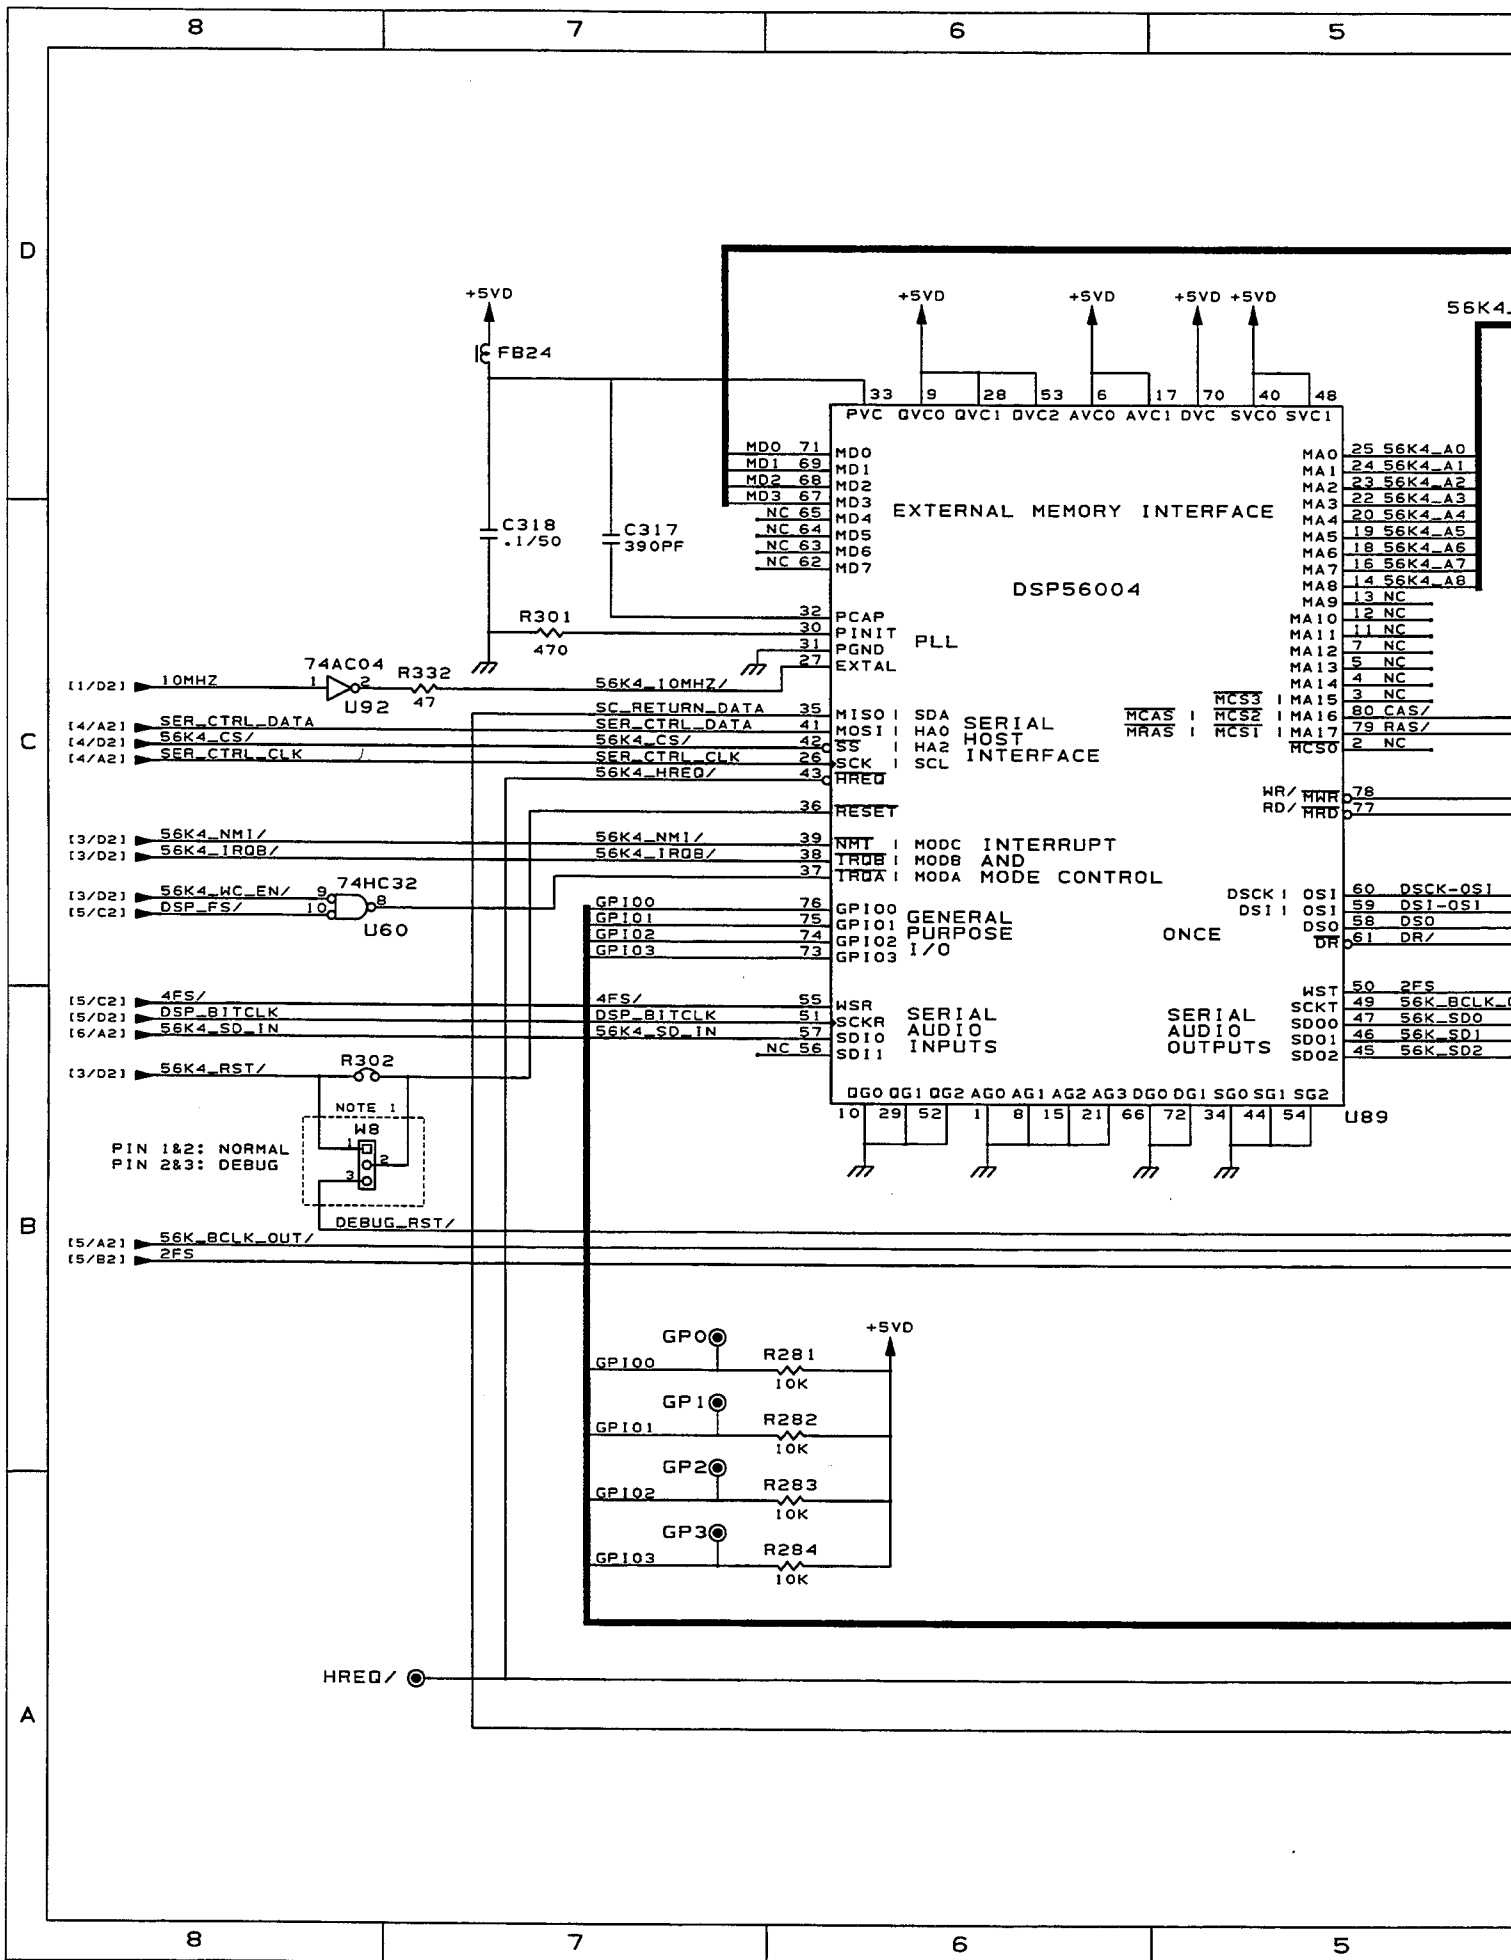 8 7 6 5
D
+5VD
FB24
+5VD +5VD +5VD +5VD
56K4_
33 9 28 53 6 17 70 40 48
PVC QVC0 QVC1 QVC2 AVC0 AVC1 DVC SVC0 SVC1
MD0 71 MD0
MD1 69 MD1
MD2 68 MD2
MD3 67 MD3
NC 65 MD4
NC 64 MD5
NC 63 MD6
NC 62 MD7
EXTERNAL MEMORY INTERFACE
DSP56004
MA0 25 56K4_A0
MA1 24 56K4_A1
MA2 23 56K4_A2
MA3 22 56K4_A3
MA4 20 56K4_A4
MA5 19 56K4_A5
MA6 18 56K4_A6
MA7 16 56K4_A7
MA8 14 56K4_A8
MA9 13 NC
MA10 12 NC
MA11 11 NC
MA12 7 NC
MA13 5 NC
MA14 4 NC
MCS3 | MA15 3 NC
MCAS | MCS2 | MA16 80 CAS/
MRAS | MCS1 | MA17 79 RAS/
MCS0 2 NC
C318
.1/50
C317
390PF
R301
470
32 PCAP
30 PINIT
31 PGND
27 EXTAL
PLL
[1/D2] 10MHZ
74AC04
1 2
U92
R332
47
56K4_10MHZ/
C
SC_RETURN_DATA 35 MISO | SDA
[4/A2] SER_CTRL_DATA SER_CTRL_DATA 41 MOSI | HA0
[4/D2] 56K4_CS/ 56K4_CS/ 42 SS | HA2
[4/A2] SER_CTRL_CLK SER_CTRL_CLK 26 SCK | SCL
56K4_HREQ/ 43 HREQ
SERIAL
HOST
INTERFACE
36 RESET
WR/ MWR 78
RD/ MRD 77
[3/D2] 56K4_NMI/ 56K4_NMI/ 39 NMI | MODC INTERRUPT
[3/D2] 56K4_IRQB/ 56K4_IRQB/ 38 IRQB | MODB AND
37 IRQA | MODA MODE CONTROL
[3/D2] 56K4_WC_EN/ 9
[5/C2] DSP_FS/ 10
74HC32
8
U60
GPIO0 76 GPIO0
GPIO1 75 GPIO1
GPIO2 74 GPIO2
GPIO3 73 GPIO3
GENERAL
PURPOSE
I/O
ONCE
DSCK | OS1 60 DSCK-OS1
DSI | OSI 59 DSI-OS1
DSO 58 DSO
DR 61 DR/
[5/C2] 4FS/ 4FS/ 55 WSR
[5/D2] DSP_BITCLK DSP_BITCLK 51 SCKR
[6/A2] 56K4_SD_IN 56K4_SD_IN 57 SDI0
NC 56 SDI1
SERIAL
AUDIO
INPUTS
SERIAL
AUDIO
OUTPUTS
WST 50 2FS
SCKT 49 56K_BCLK_
SDO0 47 56K_SD0
SDO1 46 56K_SD1
SDO2 45 56K_SD2
[3/D2] 56K4_RST/
R302
QG0 QG1 QG2 AG0 AG1 AG2 AG3 DG0 DG1 SG0 SG1 SG2
10 29 52 1 8 15 21 66 72 34 44 54
U89
NOTE 1
W8
1
2
3
PIN 1&2: NORMAL
PIN 2&3: DEBUG
DEBUG_RST/
B
[5/A2] 56K_BCLK_OUT/
[5/B2] 2FS
+5VD
GP0
GPIO0
R281
10K
GP1
GPIO1
R282
10K
GP2
GPIO2
R283
10K
GP3
GPIO3
R284
10K
HREQ/
A
8 7 6 5